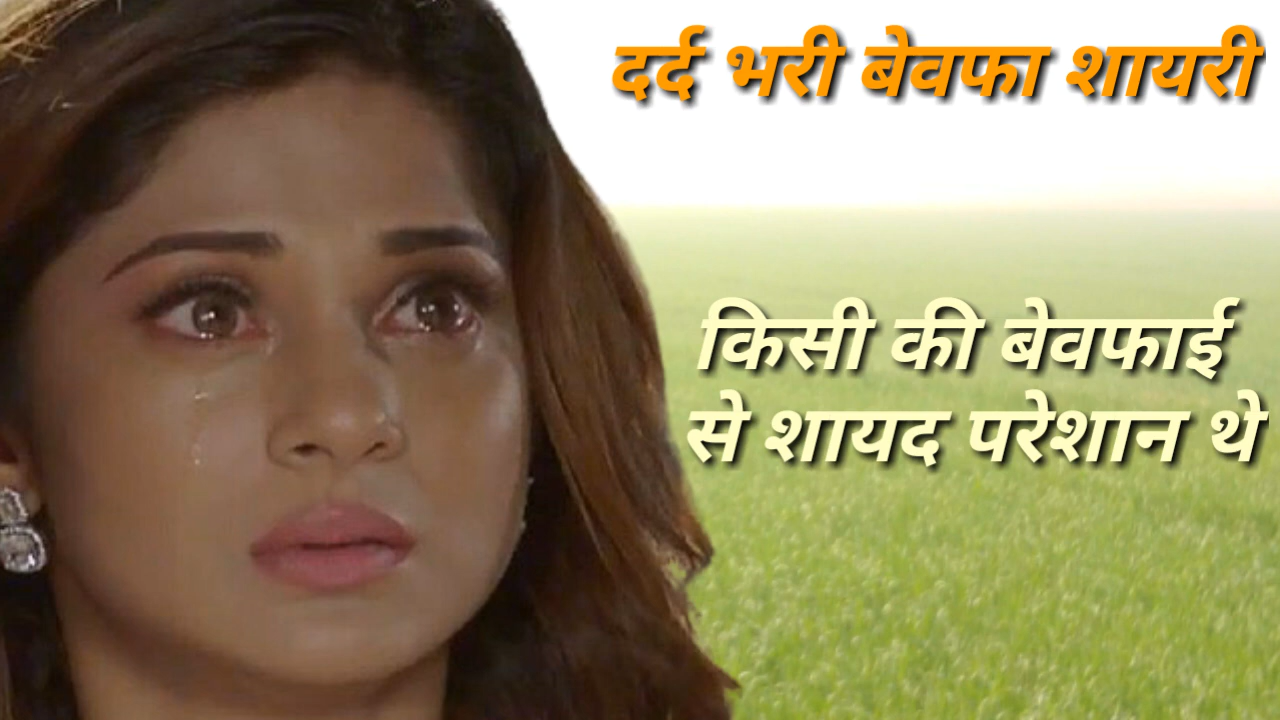 दर्द भरी बेवफा शायरी
किसी की बेवफाई
से शायद परेशान थे